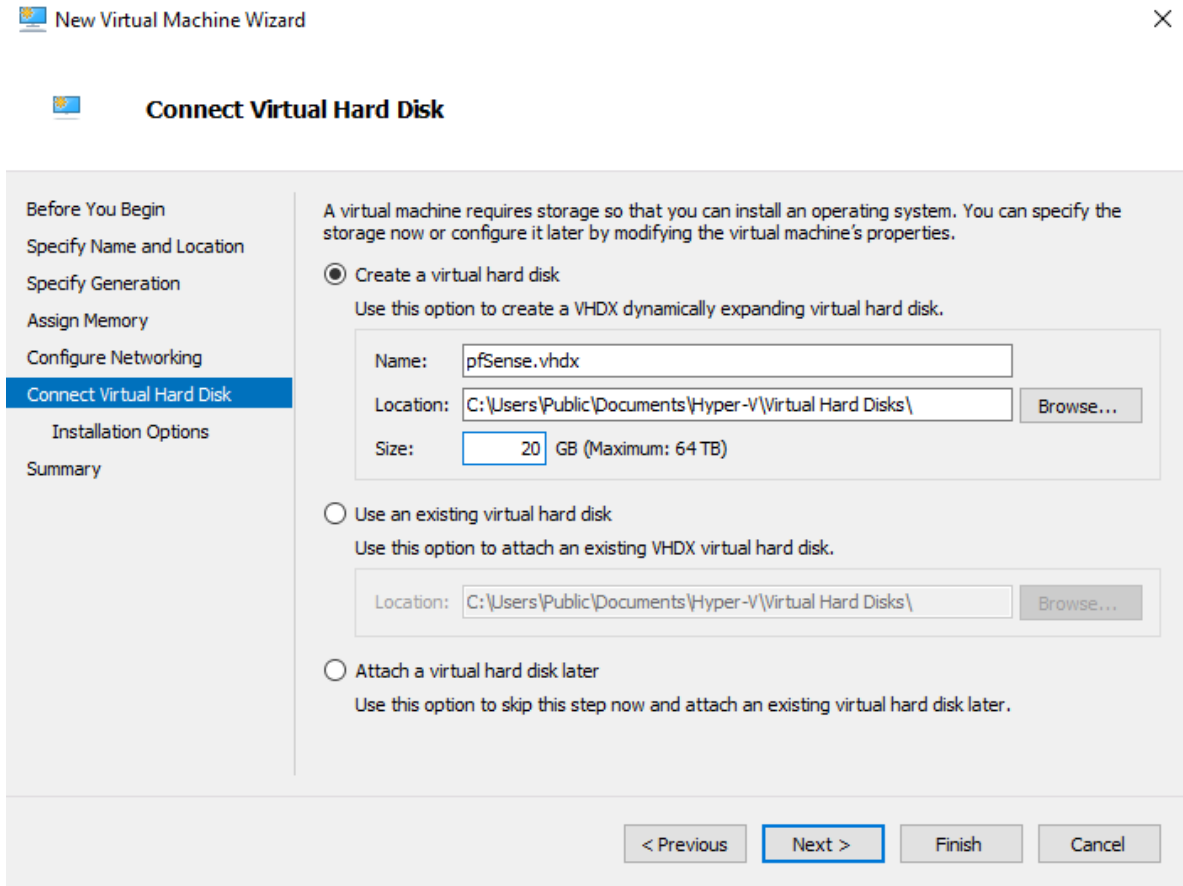 New Virtual Machine Wizard
Connect Virtual Hard Disk
Before You Begin
Specify Name and Location
Specify Generation
Assign Memory
Configure Networking
Connect Virtual Hard Disk
Installation Options
Summary
A virtual machine requires storage so that you can install an operating system. You can specify the
storage now or configure it later by modifying the virtual machine's properties.
Create a virtual hard disk
Use this option to create a VHDX dynamically expanding virtual hard disk.
Name: pfSense.vhdx
Location: C:\Users\Public\Documents\Hyper-V\Virtual Hard Disks\ Browse...
Size: 20 GB (Maximum: 64 TB)
Use an existing virtual hard disk
Use this option to attach an existing VHDX virtual hard disk.
Location: C:\Users\Public\Documents\Hyper-V\Virtual Hard Disks\ Browse...
Attach a virtual hard disk later
Use this option to skip this step now and attach an existing virtual hard disk later.
< Previous Next > Finish Cancel